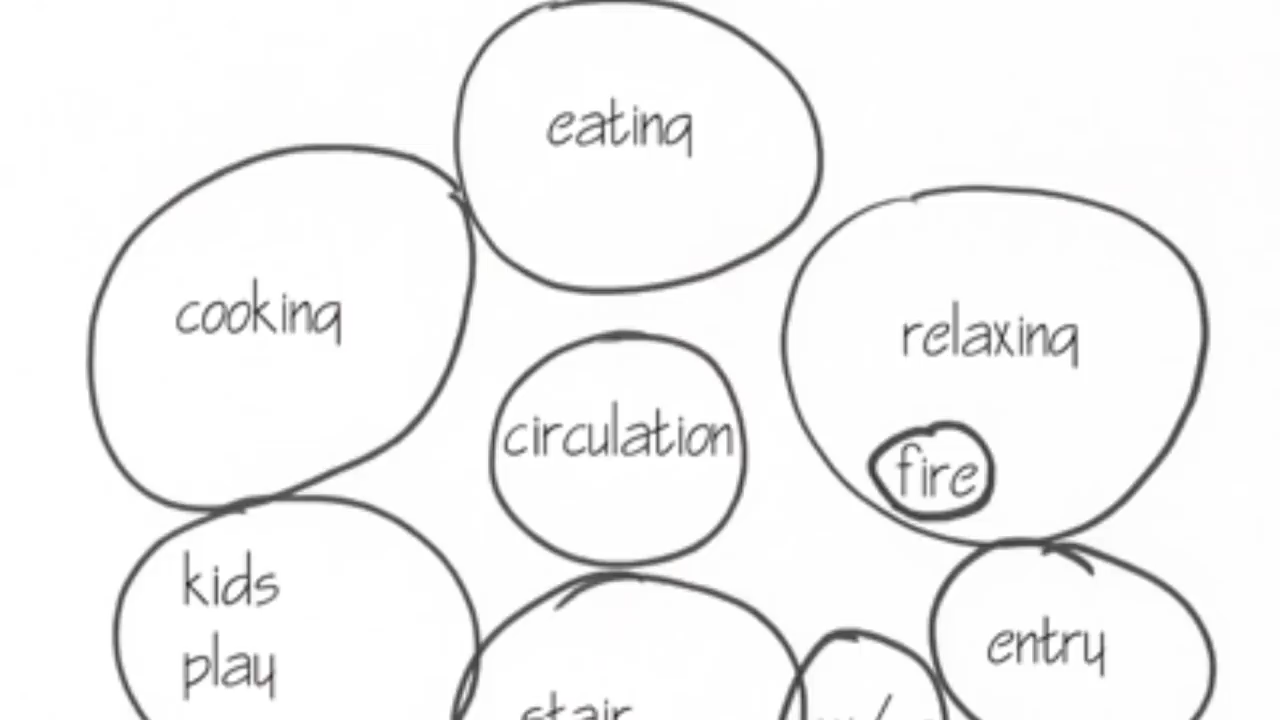 eating
cooking
relaxing
circulation
fire
kids
play
entry
stair